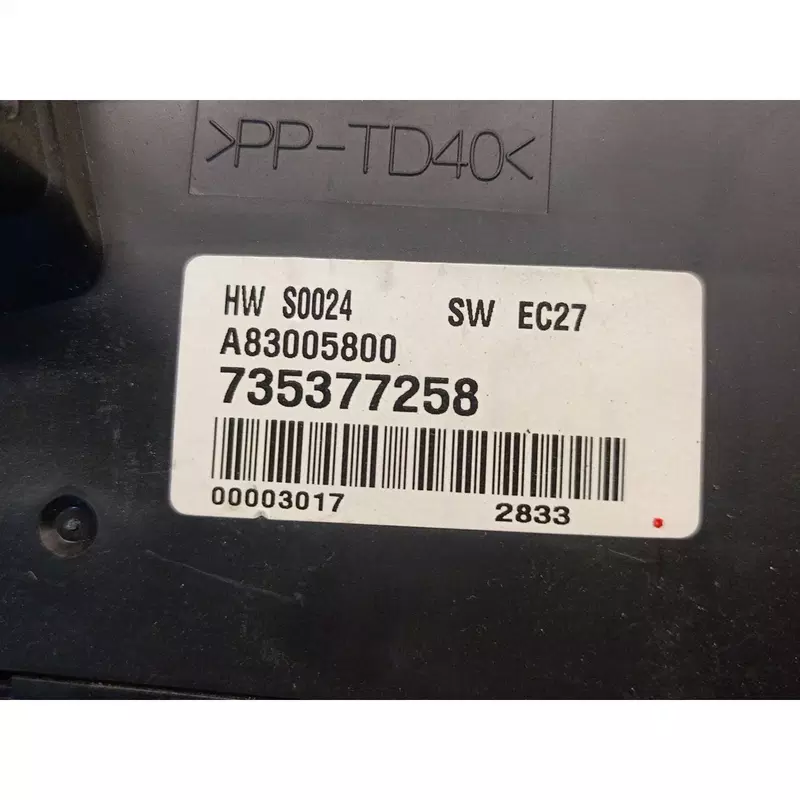 >PP-TD40<
HW S0024 SW EC27
A83005800
735377258
00003017 2833